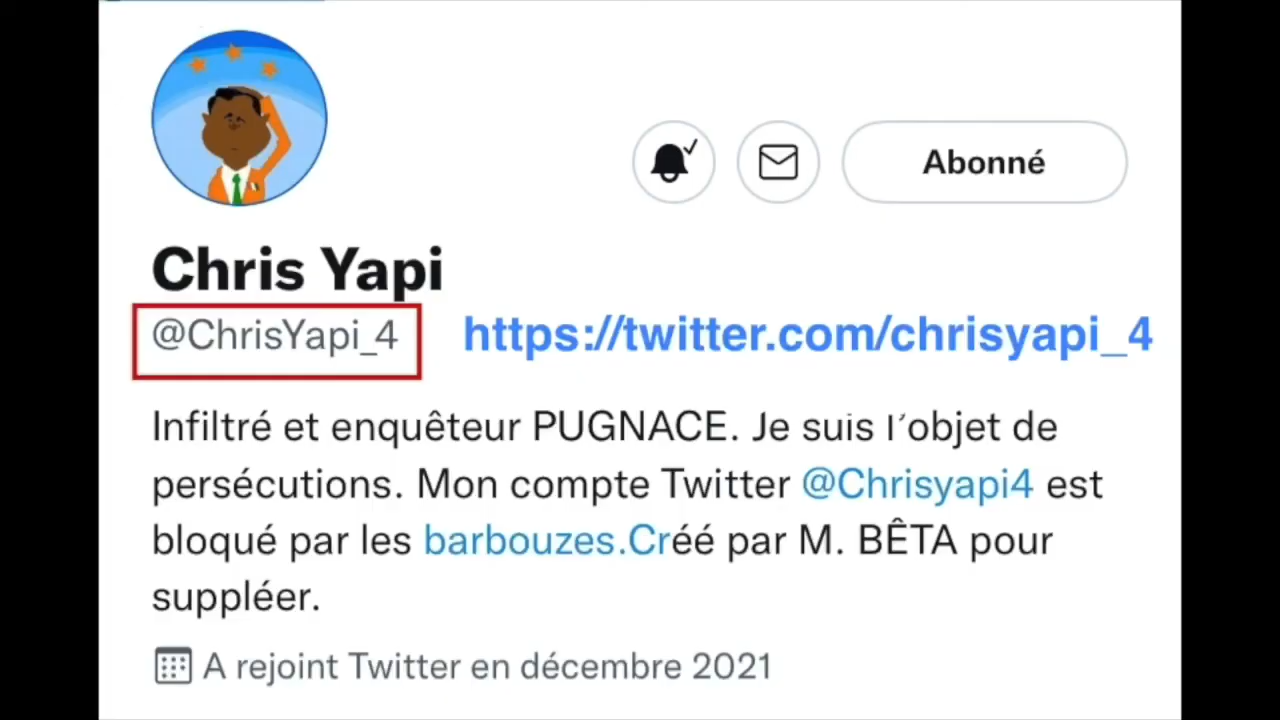 Abonné
Chris Yapi
@ChrisYapi_4 https://twitter.com/chrisyapi_4
Infiltré et enquêteur PUGNACE. Je suis l'objet de
persécutions. Mon compte Twitter @Chrisyapi4 est
bloqué par les barbouzes.Créé par M. BÊTA pour
suppléer.
A rejoint Twitter en décembre 2021